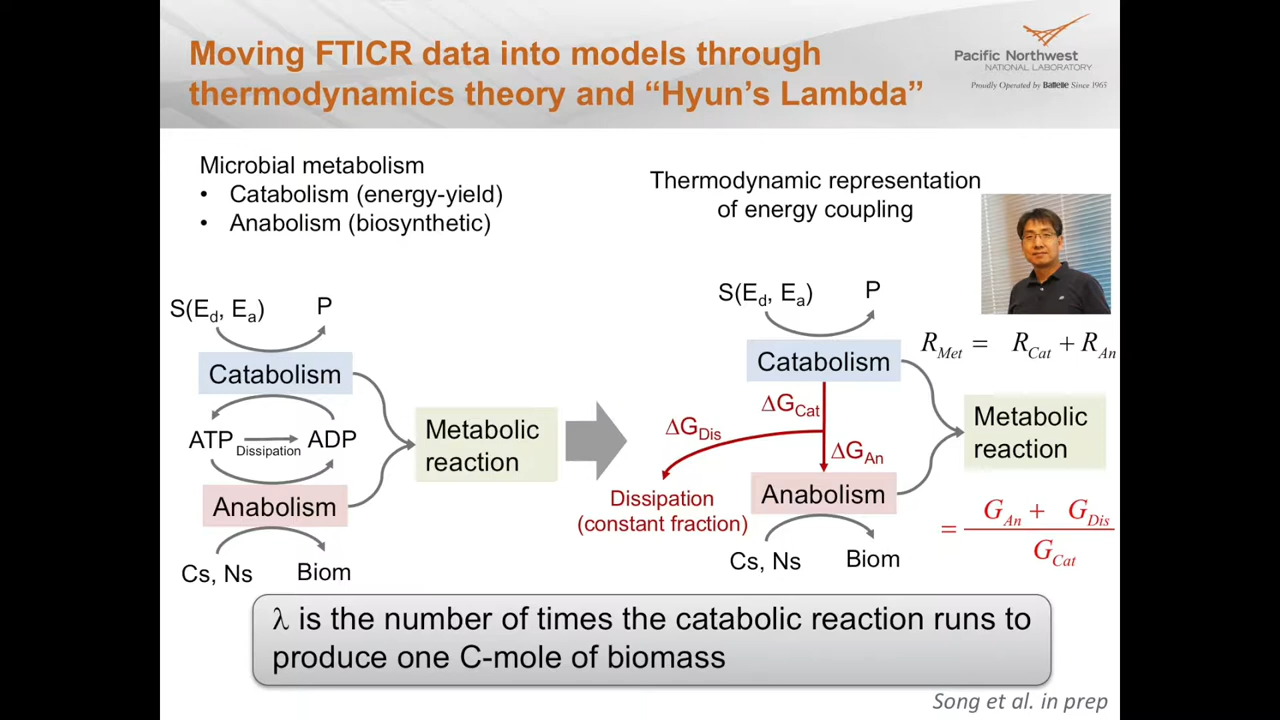 Moving FTICR data into models through
thermodynamics theory and “Hyun’s Lambda”
Pacific Northwest
NATIONAL LABORATORY
Proudly Operated by Battelle Since 1965
Microbial metabolism
• Catabolism (energy-yield)
• Anabolism (biosynthetic)
Thermodynamic representation
of energy coupling
S(Ed, Ea)
P
Catabolism
ATP
Dissipation
ADP
Anabolism
Cs, Ns
Biom
Metabolic
reaction
S(Ed, Ea)
P
Catabolism
ΔGCat
ΔGDis
ΔGAn
Dissipation
(constant fraction)
Anabolism
Cs, Ns
Biom
RMet = RCat + RAn
Metabolic
reaction
= GAn + GDis
GCat
λ is the number of times the catabolic reaction runs to
produce one C-mole of biomass
Song et al. in prep